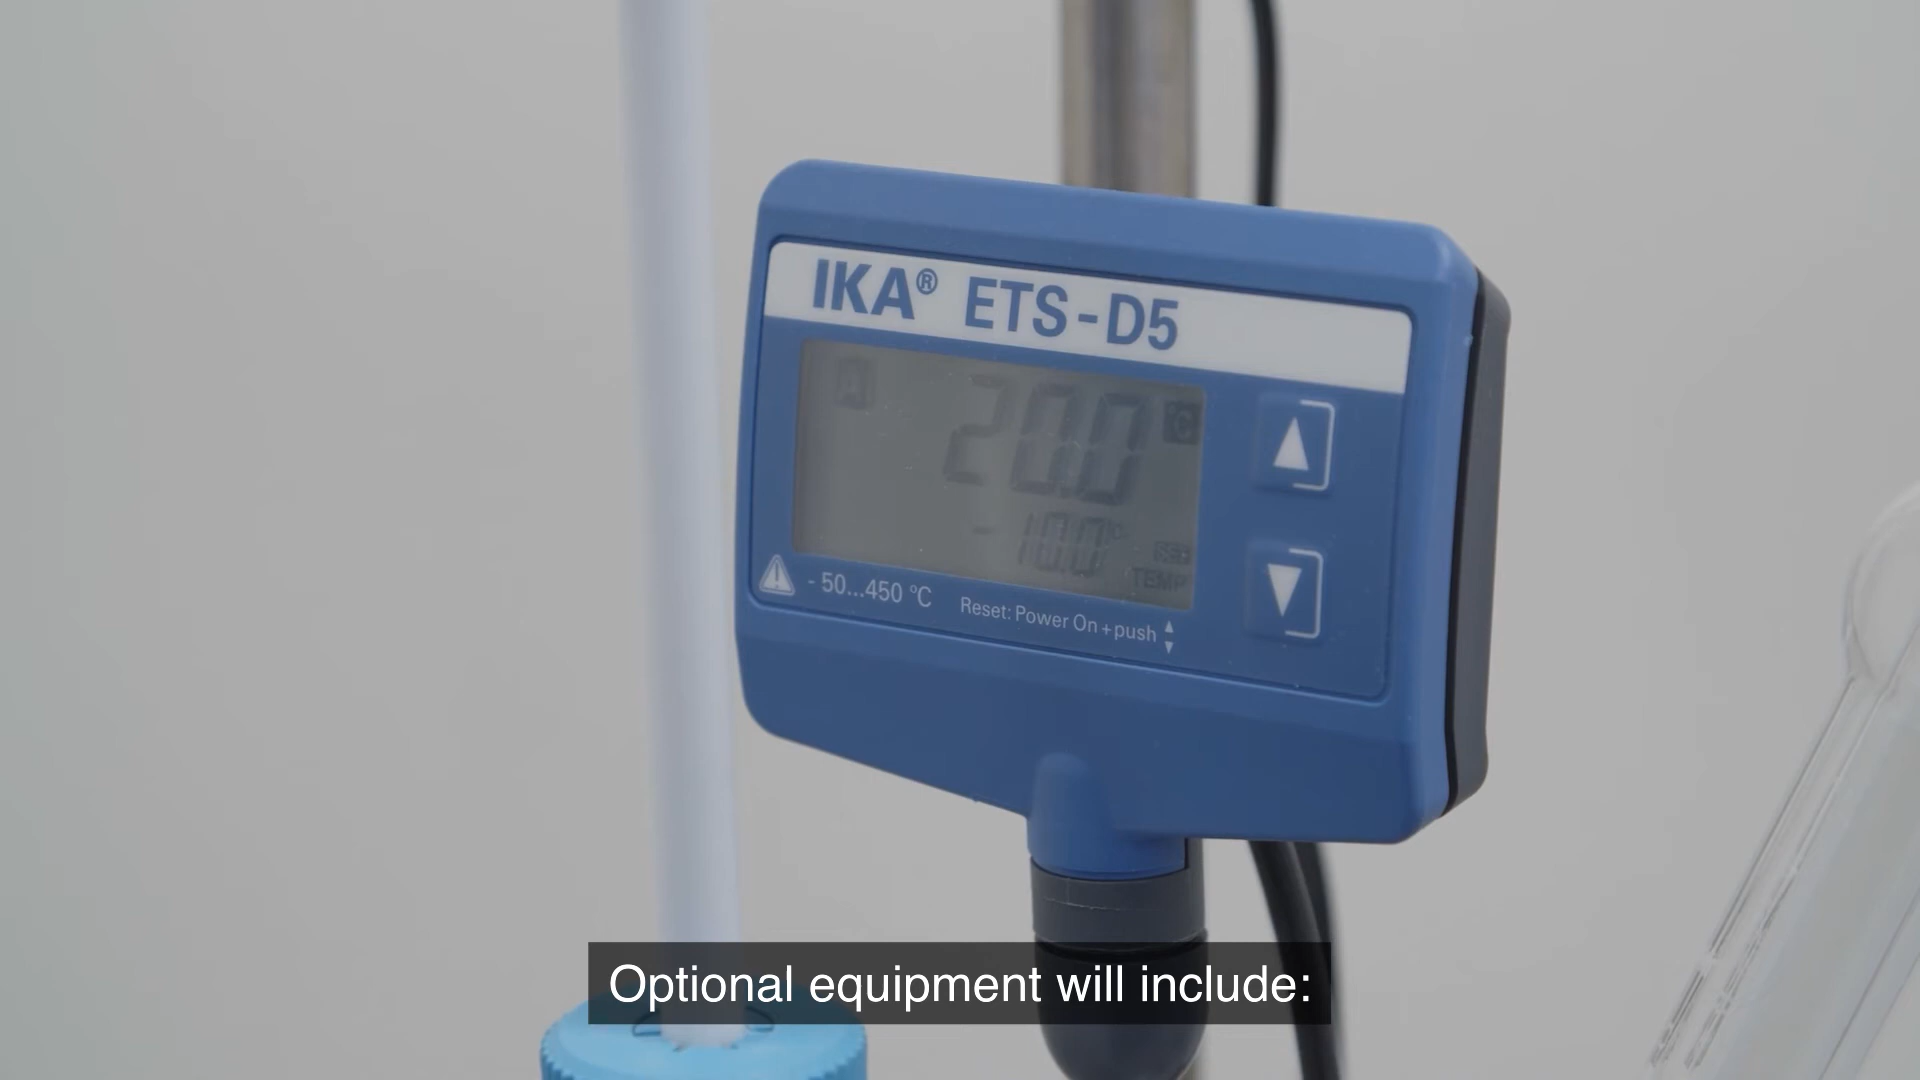 IKA® ETS-D5
20.0 °C
-10.0 °C
SET
TEMP
- 50...450 °C
Reset: Power On + push
Optional equipment will include: